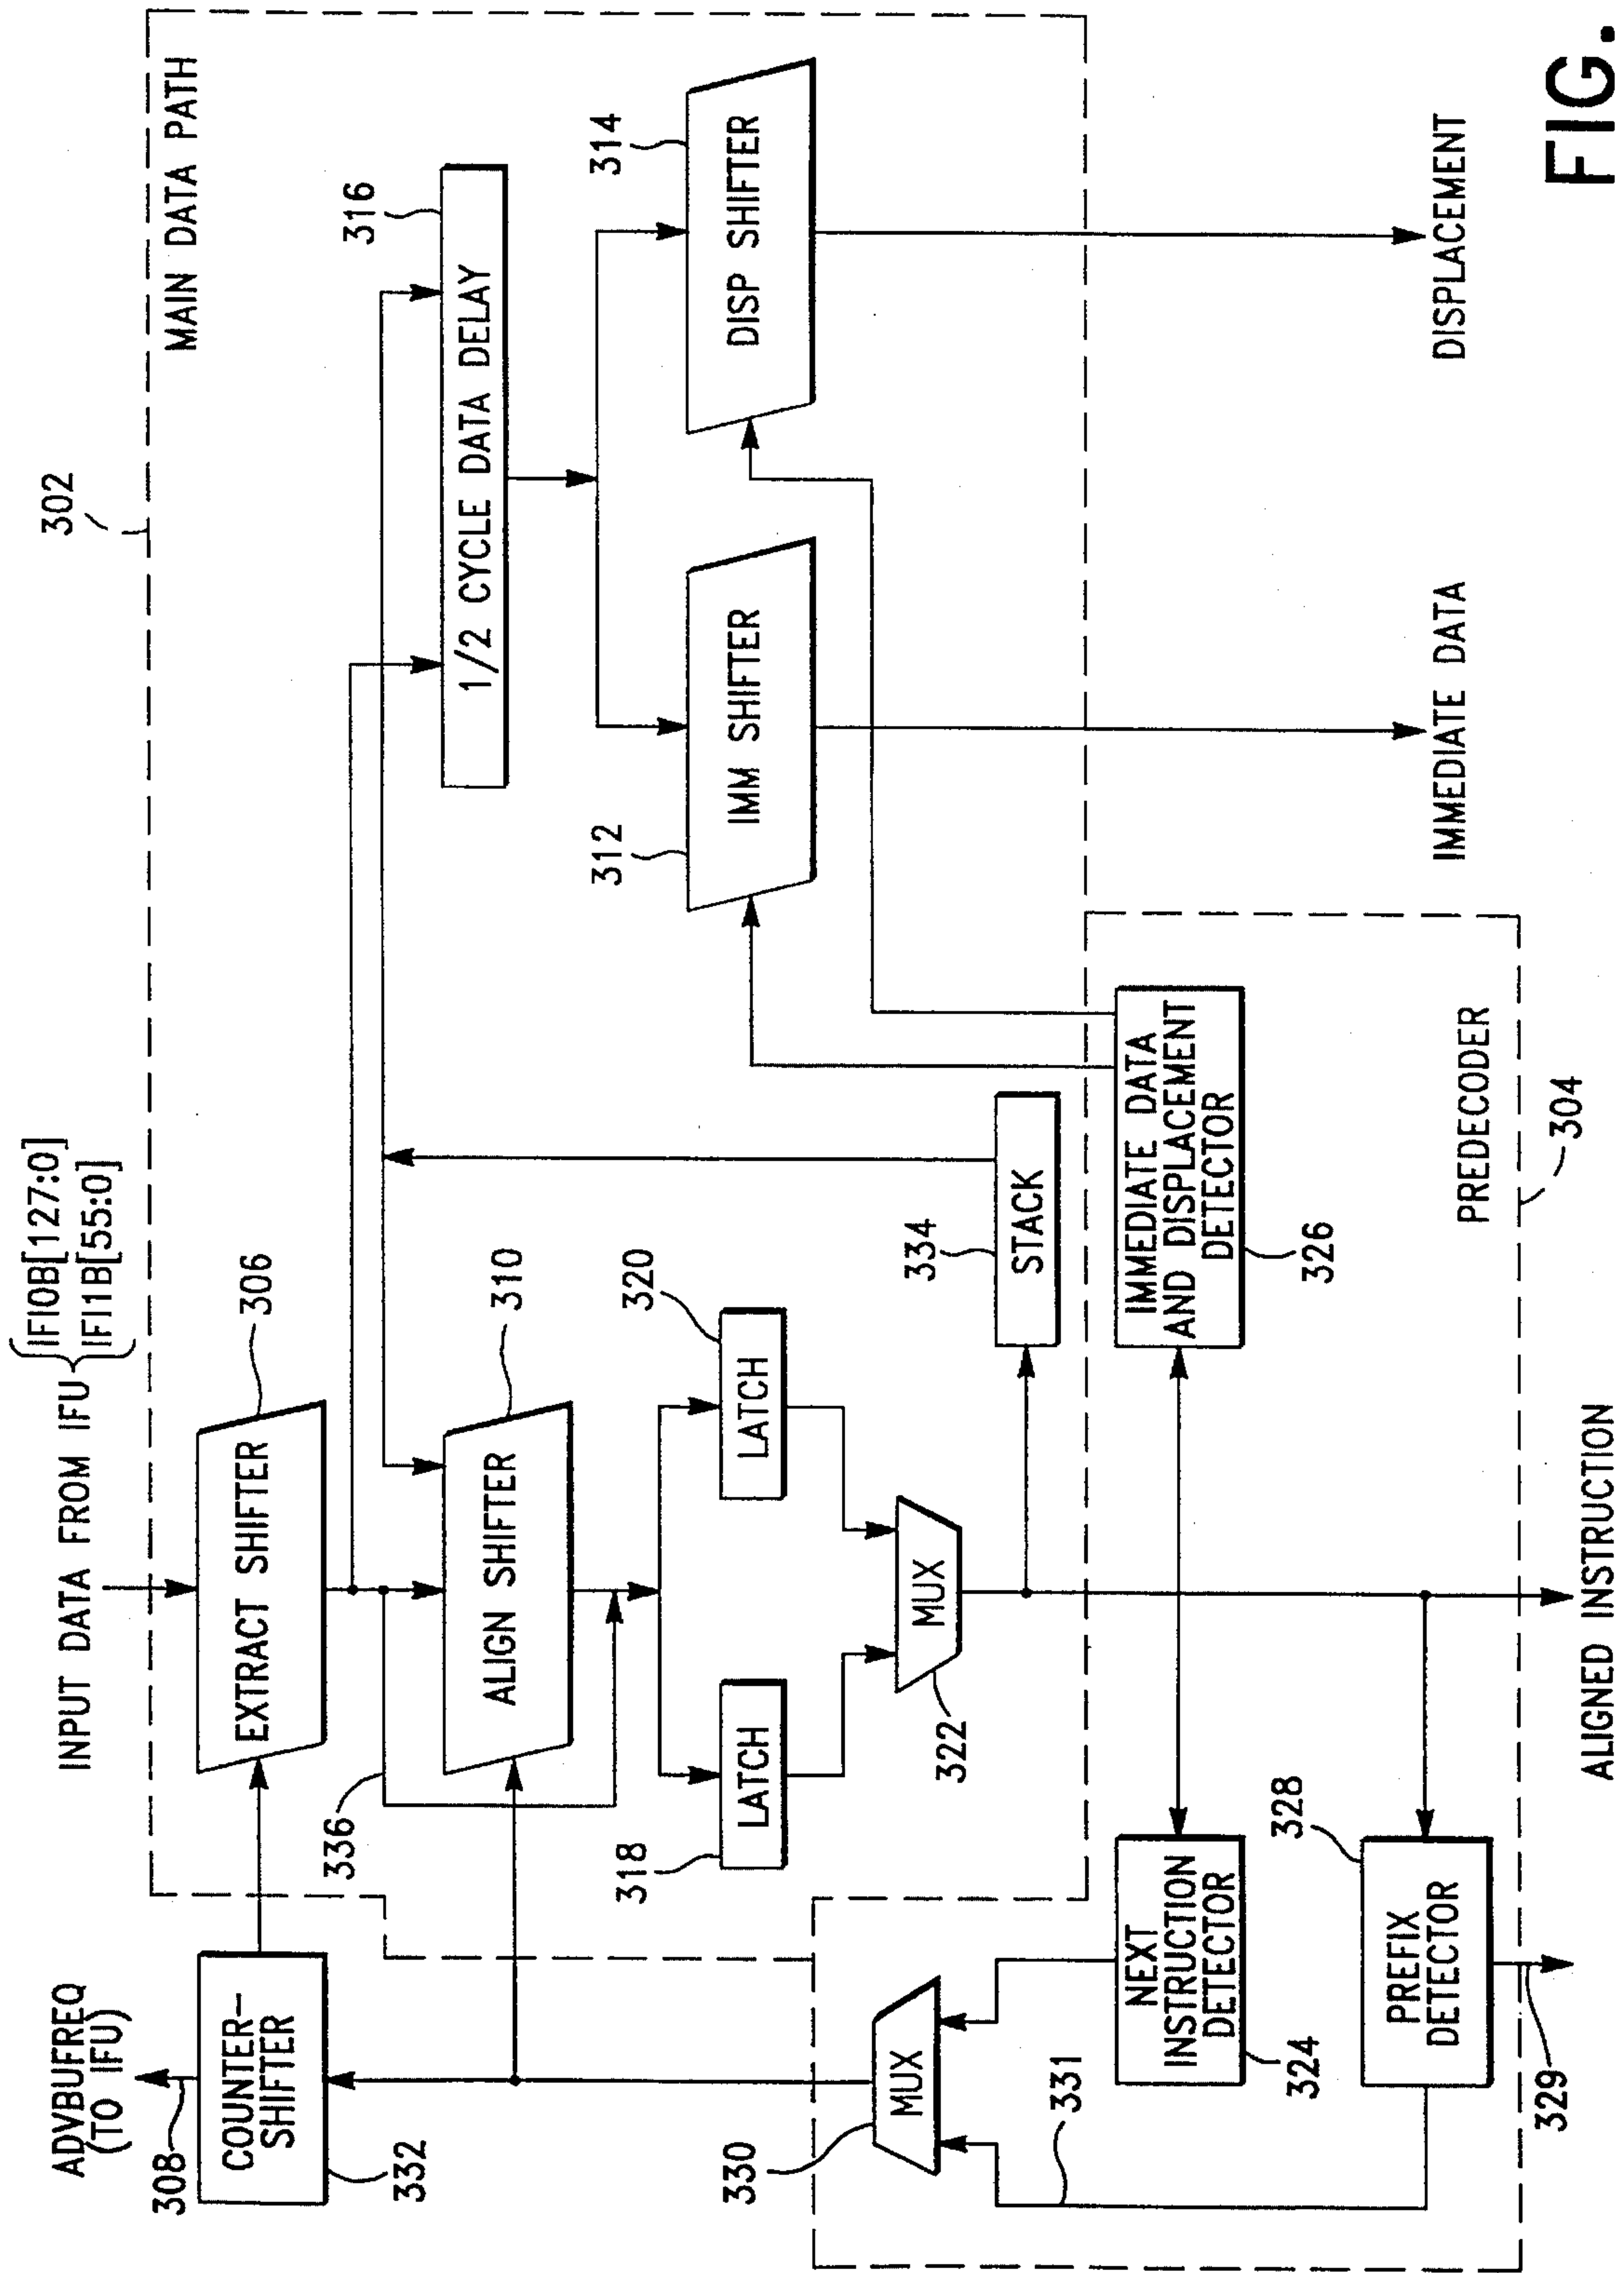 ADVBUFREQ
(TO IFU)
308
COUNTER-
SHIFTER
332
INPUT DATA FROM IFU
IFI0B[127:0]
IFI1B[55:0]
302
MAIN DATA PATH
EXTRACT SHIFTER
306
336
ALIGN SHIFTER
310
316
1/2 CYCLE DATA DELAY
318
LATCH
320
LATCH
312
IMM SHIFTER
314
DISP SHIFTER
330
MUX
322
MUX
334
STACK
331
NEXT
INSTRUCTION
DETECTOR
324
IMMEDIATE DATA
AND DISPLACEMENT
DETECTOR
326
328
PREFIX
DETECTOR
329
PREDECODER
304
ALIGNED INSTRUCTION
IMMEDIATE DATA
DISPLACEMENT
FIG.